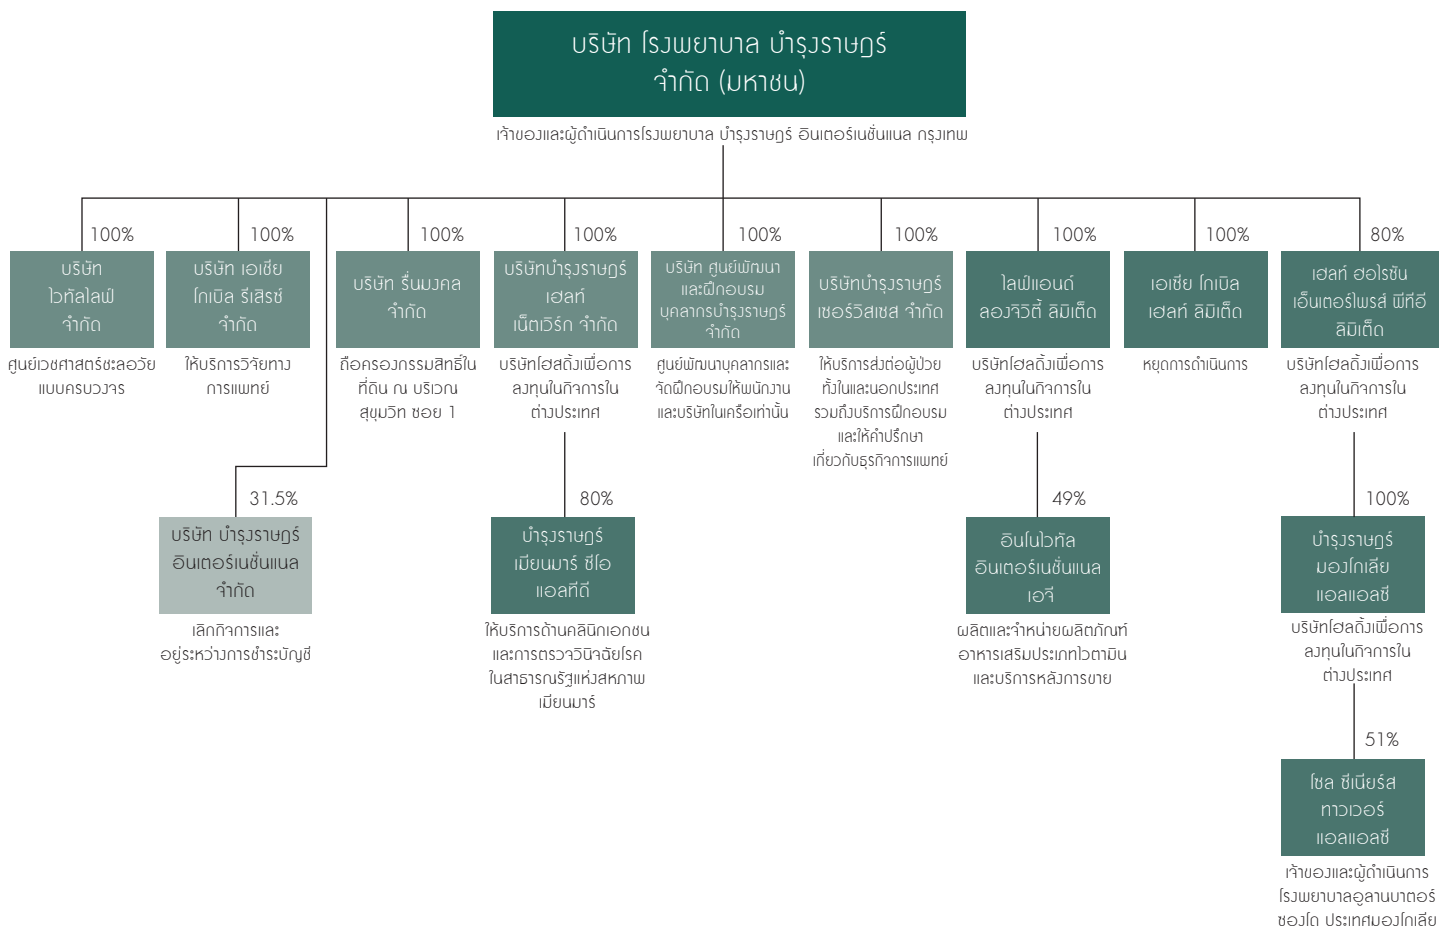 บริษัท โรงพยาบาล บำรุงราษฎร์
จำกัด (มหาชน)
เจ้าของและผู้ดำเนินการโรงพยาบาล บำรุงราษฎร์ อินเตอร์เนชั่นแนล กรุงเทพ
100%
บริษัท
ไวทัลไลฟ์
จำกัด
ศูนย์เวชศาสตร์ชะลอวัย
แบบครบวงจร
100%
บริษัท เอเชีย
โกเบิล รีเสิรช์
จำกัด
ให้บริการวิจัยทาง
การแพทย์
100%
บริษัท รื่นมงคล
จำกัด
ถือครองกรรมสิทธิ์ใน
ที่ดิน ณ บริเวณ
สุขุมวิท ซอย 1
100%
บริษัทบำรุงราษฎร์
เฮลท์
เน็ตเวิร์ก จำกัด
บริษัทโฮสดิ้งเพื่อการ
ลงทุนในกิจการใน
ต่างประเทศ
100%
บริษัท ศูนย์พัฒนา
และฝึกอบรม
บุคลากรบำรุงราษฎร์
จำกัด
ศูนย์พัฒนาบุคลากรและ
จัดฝึกอบรมให้พนักงาน
และบริษัทในเครือเท่านั้น
100%
บริษัทบำรุงราษฎร์
เซอร์วิสเซส จำกัด
ให้บริการส่งต่อผู้ป่วย
ทั้งในและนอกประเทศ
รวมถึงบริการฝึกอบรม
และให้คำปรึกษา
เกี่ยวกับธุรกิจการแพทย์
100%
ไลฟ์แอนด์
ลองจิวิตี้ ลิมิเต็ด
บริษัทโฮลดิ้งเพื่อการ
ลงทุนในกิจการใน
ต่างประเทศ
100%
เอเซีย โกเบิล
เฮลท์ ลิมิเต็ด
หยุดการดำเนินการ
80%
เฮลท์ ฮอไรซัน
เอ็นเตอร์ไพรส์ พีทีอี
ลิมิเต็ด
บริษัทโฮลดิ้งเพื่อการ
ลงทุนในกิจการใน
ต่างประเทศ
31.5%
บริษัท บำรุงราษฎร์
อินเตอร์เนชั่นแนล
จำกัด
เลิกกิจการและ
อยู่ระหว่างการชำระบัญชี
80%
บำรุงราษฎร์
เมียนมาร์ ซีโอ
แอลทีดี
ให้บริการด้านคลินิกเอกชน
และการตรวจวินิจฉัยโรค
ในสาธารณรัฐแห่งสหภาพ
เมียนมาร์
49%
อินโนไวทัล
อินเตอร์เนชั่นแนล
เอจี
ผลิตและจำหน่ายผลิตภัณฑ์
อาหารเสริมประเภทไวตามิน
และบริการหลังการขาย
100%
บำรุงราษฎร์
มองโกเลีย
แอลแอลซี
บริษัทโฮลดิ้งเพื่อการ
ลงทุนในกิจการใน
ต่างประเทศ
51%
โซล ซีเนียร์ส
ทาวเวอร์
แอลแอลซี
เจ้าของและผู้ดำเนินการ
โรงพยาบาลอูลานบาตอร์
ซองโด ประเทศมองโกเลีย